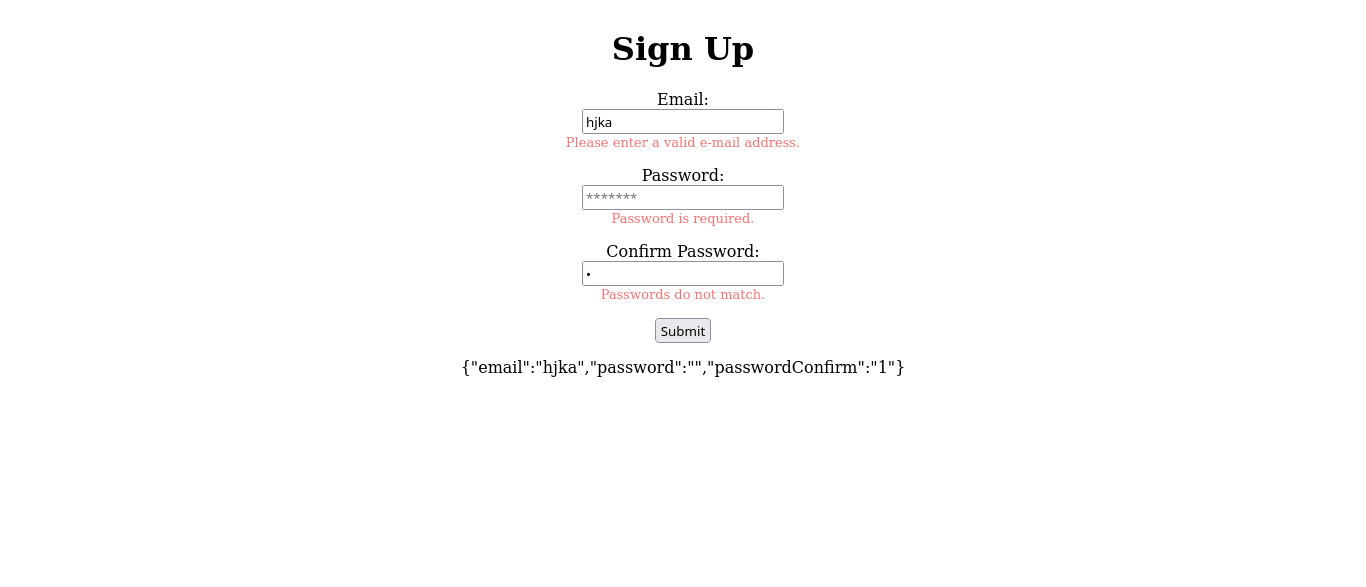 Sign Up
Email:
hjka
Please enter a valid e-mail address.
Password:
*******
Password is required.
Confirm Password:
•
Passwords do not match.
Submit
{"email":"hjka","password":"","passwordConfirm":"1"}